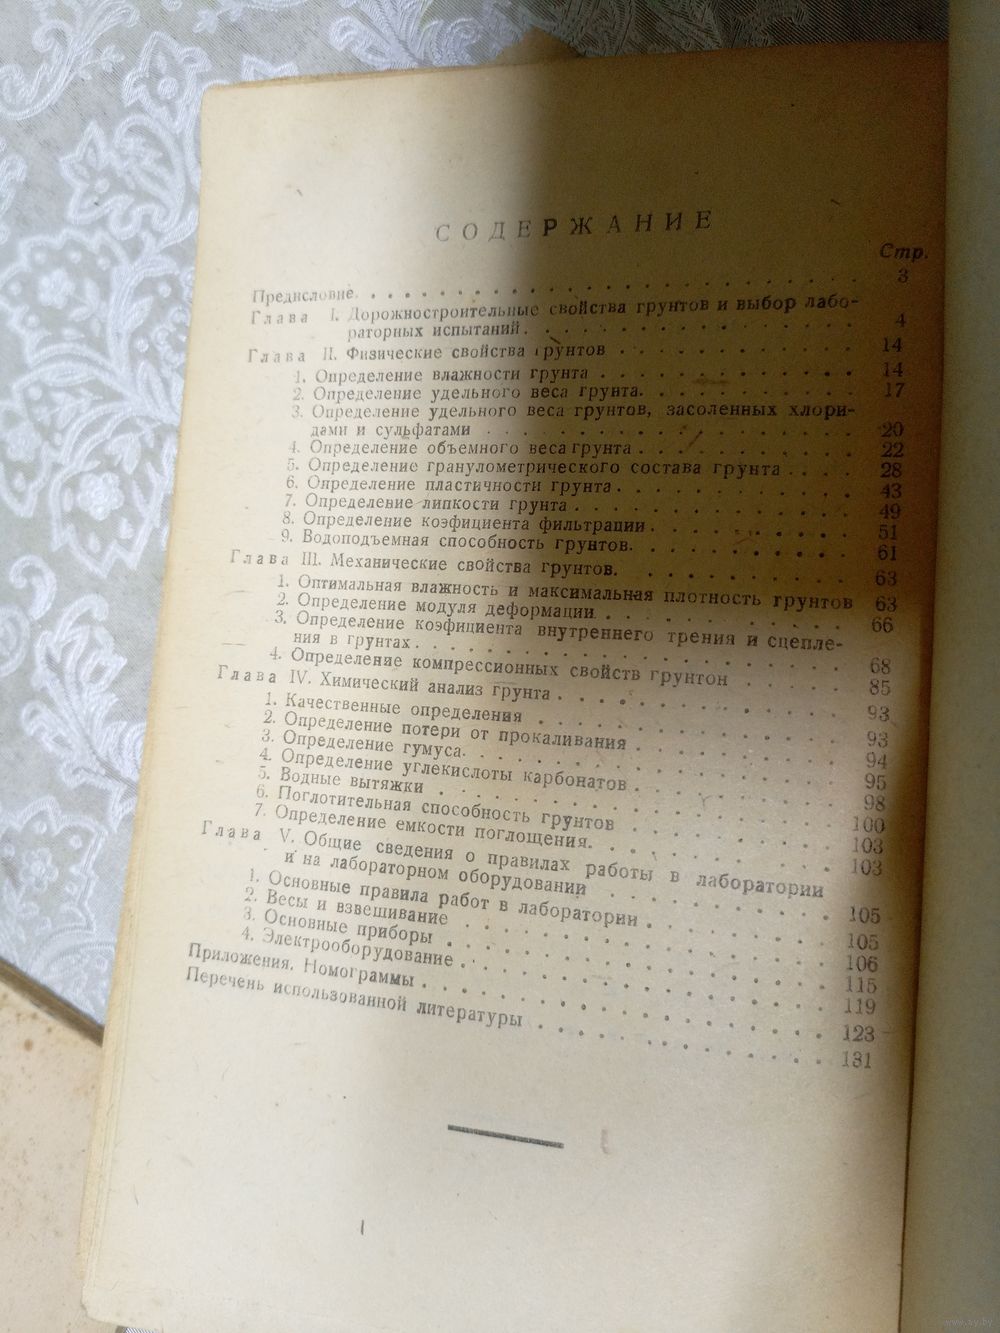 СОДЕРЖАНИЕ
Стр.
Предисловие. . . . . . . . . . . . . . . . . . . . . . 3
Глава I. Дорожностроительные свойства грунтов и выбор лабо-
раторных испытаний. . . . . . . . . . . . . . . . 4
Глава II. Физические свойства грунтов . . . . . . . . . . . 14
1. Определение влажности грунта . . . . . . . . . . . . 14
2. Определение удельного веса грунта. . . . . . . . . . . 17
3. Определение удельного веса грунтов, засоленных хлори-
дами и сульфатами . . . . . . . . . . . . . . . . 20
4. Определение объемного веса грунта . . . . . . . . . . 22
5. Определение гранулометрического состава грунта . . . . 28
6. Определение пластичности грунта . . . . . . . . . . . 43
7. Определение липкости грунта . . . . . . . . . . . . . 49
8. Определение коэфициента фильтрации . . . . . . . . . 51
9. Водоподъемная способность грунтов. . . . . . . . . . 61
Глава III. Механические свойства грунтов. . . . . . . . . . 63
1. Оптимальная влажность и максимальная плотность грунтов 63
2. Определение модуля деформации . . . . . . . . . . . 66
3. Определение коэфициента внутреннего трения и сцепле-
ния в грунтах . . . . . . . . . . . . . . . . . . 68
4. Определение компрессионных свойств грунтон . . . . . 85
Глава IV. Химический анализ грунта . . . . . . . . . . . . 93
1. Качественные определения . . . . . . . . . . . . . . 93
2. Определение потери от прокаливания . . . . . . . . . 94
3. Определение гумуса. . . . . . . . . . . . . . . . . 95
4. Определение углекислоты карбонатов . . . . . . . . . 98
5. Водные вытяжки . . . . . . . . . . . . . . . . . . 100
6. Поглотительная способность грунтов . . . . . . . . . 103
7. Определение емкости поглощения. . . . . . . . . . . 103
Глава V. Общие сведения о правилах работы в лаборатории
и на лабораторном оборудовании . . . . . . . . . . 105
1. Основные правила работ в лаборатории . . . . . . . . 105
2. Весы и взвешивание . . . . . . . . . . . . . . . . 106
3. Основные приборы . . . . . . . . . . . . . . . . . 115
4. Электрооборудование . . . . . . . . . . . . . . . . 119
Приложения. Номограммы . . . . . . . . . . . . . . . . . 123
Перечень использованной литературы . . . . . . . . . . . . 131
www.ay.by